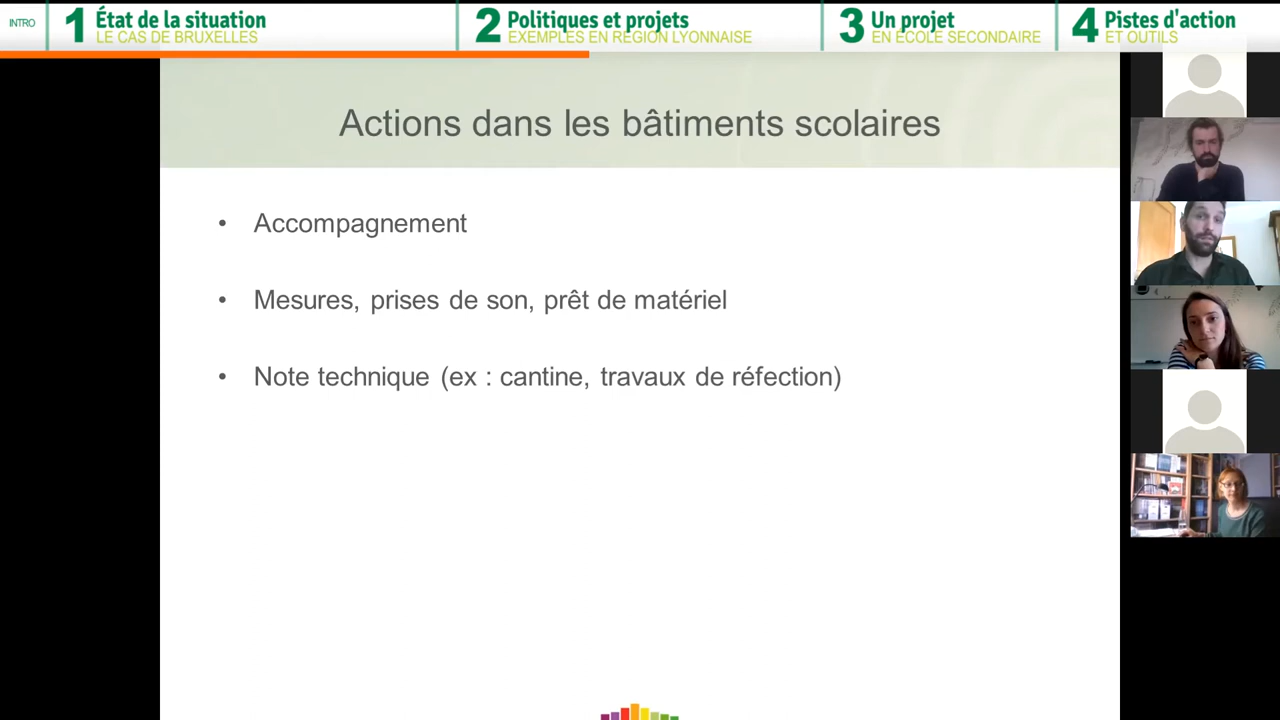 INTRO
1 État de la situation
LE CAS DE BRUXELLES
2 Politiques et projets
EXEMPLES EN RÉGION LYONNAISE
3 Un projet
EN ÉCOLE SECONDAIRE
4 Pistes d'action
ET OUTILS
Actions dans les bâtiments scolaires
• Accompagnement
• Mesures, prises de son, prêt de matériel
• Note technique (ex : cantine, travaux de réfection)